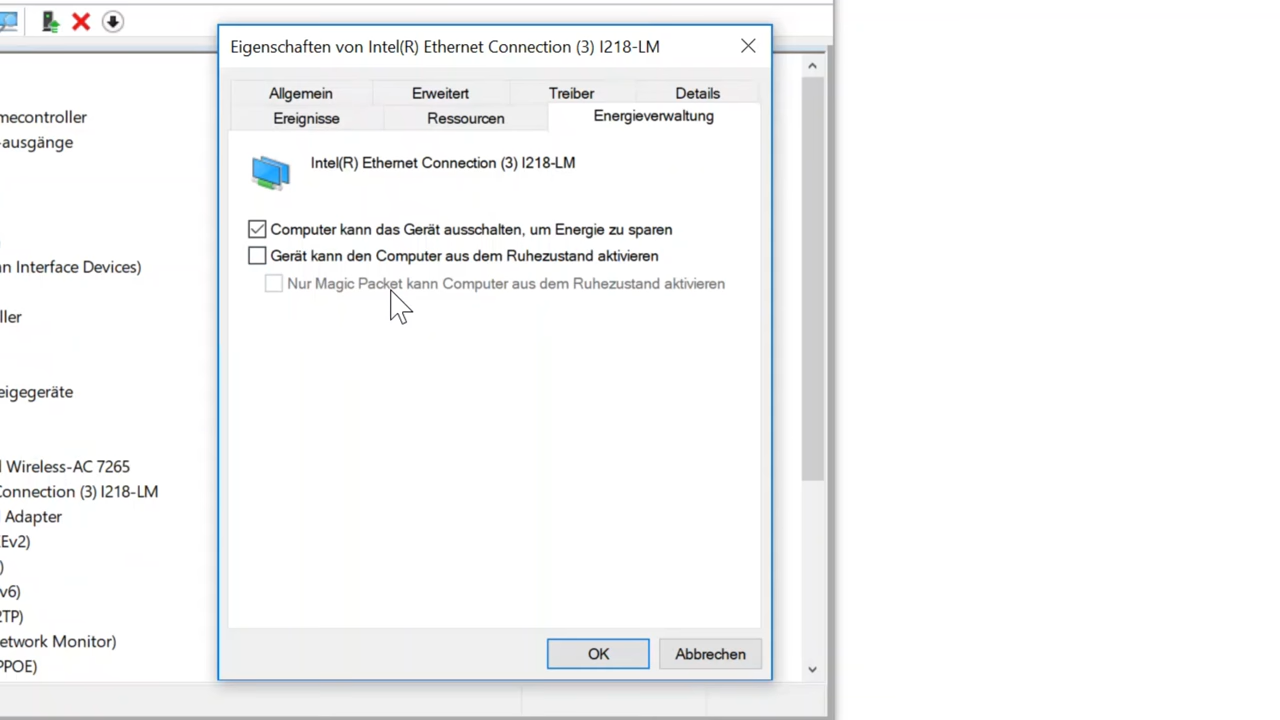 Eigenschaften von Intel(R) Ethernet Connection (3) I218-LM
Allgemein
Erweitert
Treiber
Details
Ereignisse
Ressourcen
Energieverwaltung
Intel(R) Ethernet Connection (3) I218-LM
Computer kann das Gerät ausschalten, um Energie zu sparen
Gerät kann den Computer aus dem Ruhezustand aktivieren
Nur Magic Packet kann Computer aus dem Ruhezustand aktivieren
OK
Abbrechen
mecontroller
-ausgänge
n Interface Devices)
ller
eigegeräte
l Wireless-AC 7265
Connection (3) I218-LM
l Adapter
Ev2)
)
v6)
2TP)
etwork Monitor)
PPOE)